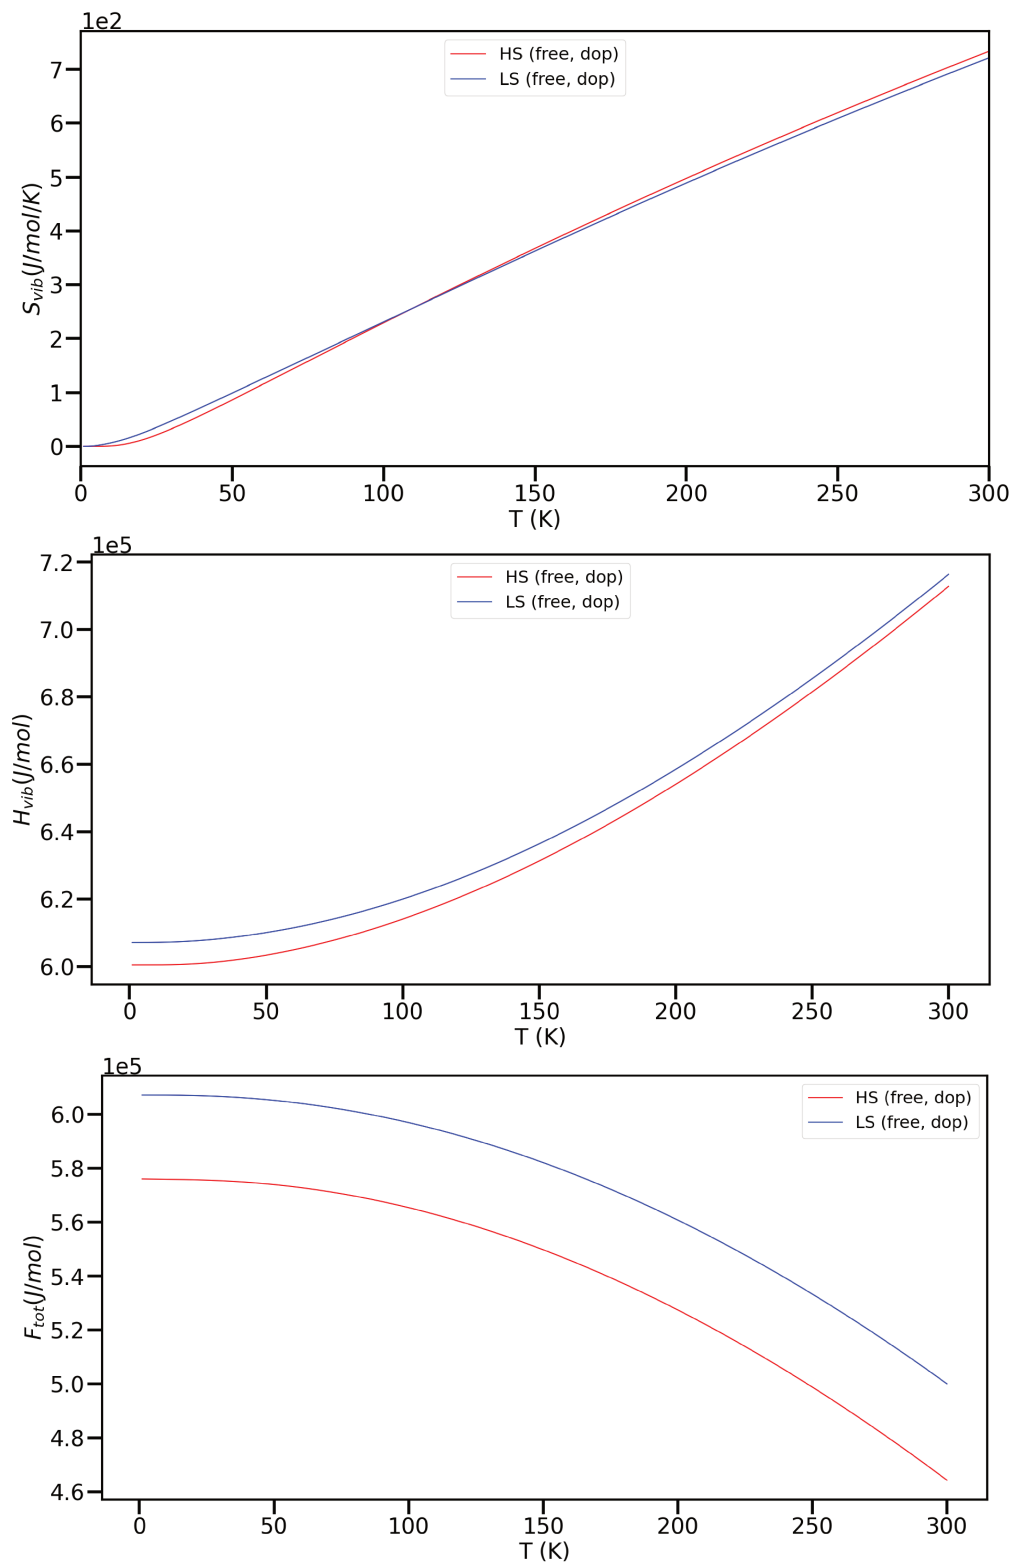 1e2
HS (free, dop)
LS (free, dop)
7
6
5
4
3
2
1
0
S_vib(J/mol/K)
0 50 100 150 200 250 300
T (K)
1e5
HS (free, dop)
LS (free, dop)
7.2
7.0
6.8
6.6
6.4
6.2
6.0
H_vib(J/mol)
0 50 100 150 200 250 300
T (K)
1e5
HS (free, dop)
LS (free, dop)
6.0
5.8
5.6
5.4
5.2
5.0
4.8
4.6
F_tot(J/mol)
0 50 100 150 200 250 300
T (K)